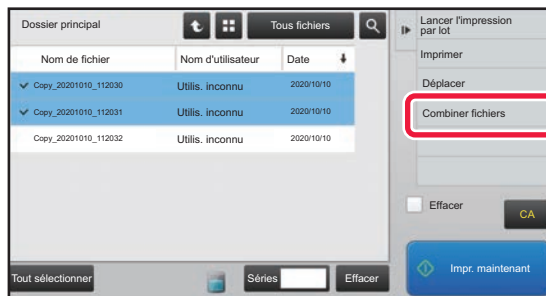 Dossier principal
Tous fichiers
Nom de fichier Nom d'utilisateur Date
Copy_20201010_112030 Utilis. inconnu 2020/10/10
Copy_20201010_112031 Utilis. inconnu 2020/10/10
Copy_20201010_112032 Utilis. inconnu 2020/10/10
Tout sélectionner Séries Effacer
Lancer l'impression
par lot
Imprimer
Déplacer
Combiner fichiers
Effacer
CA
Impr. maintenant